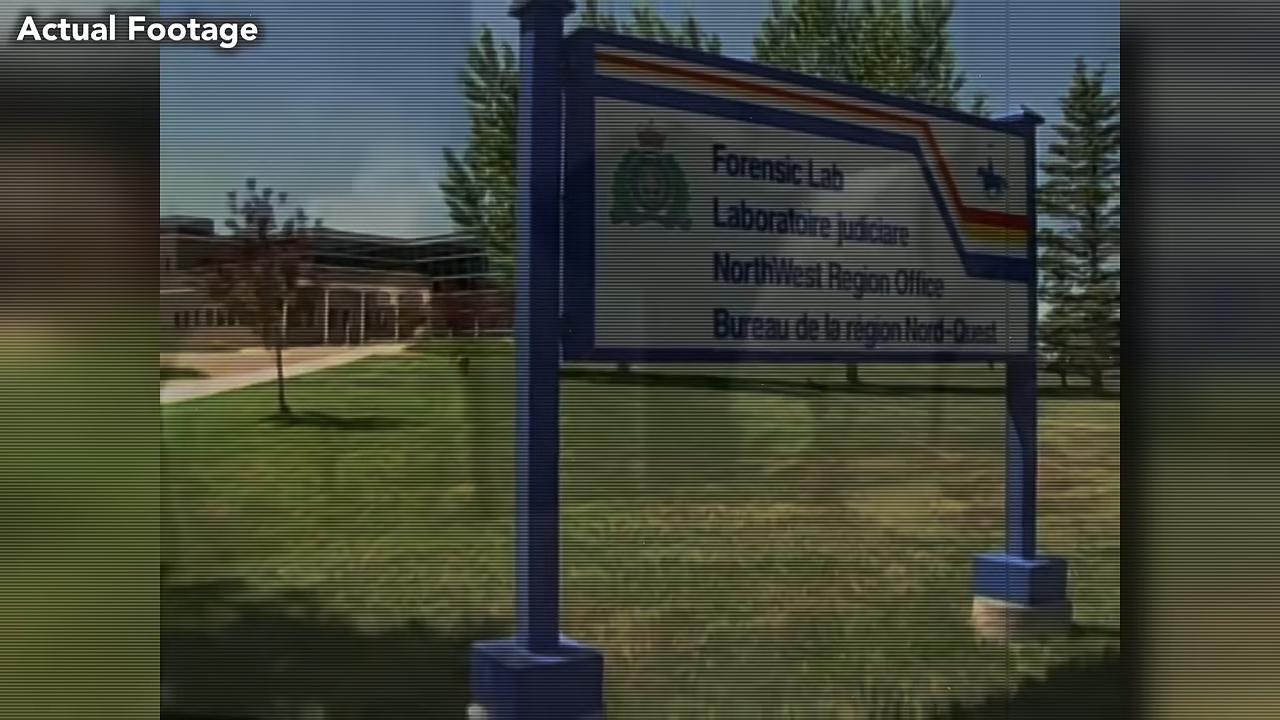 Actual Footage
Forensic Lab
Laboratoire judiciare
NorthWest Region Office
Bureau de la région Nord-Ouest